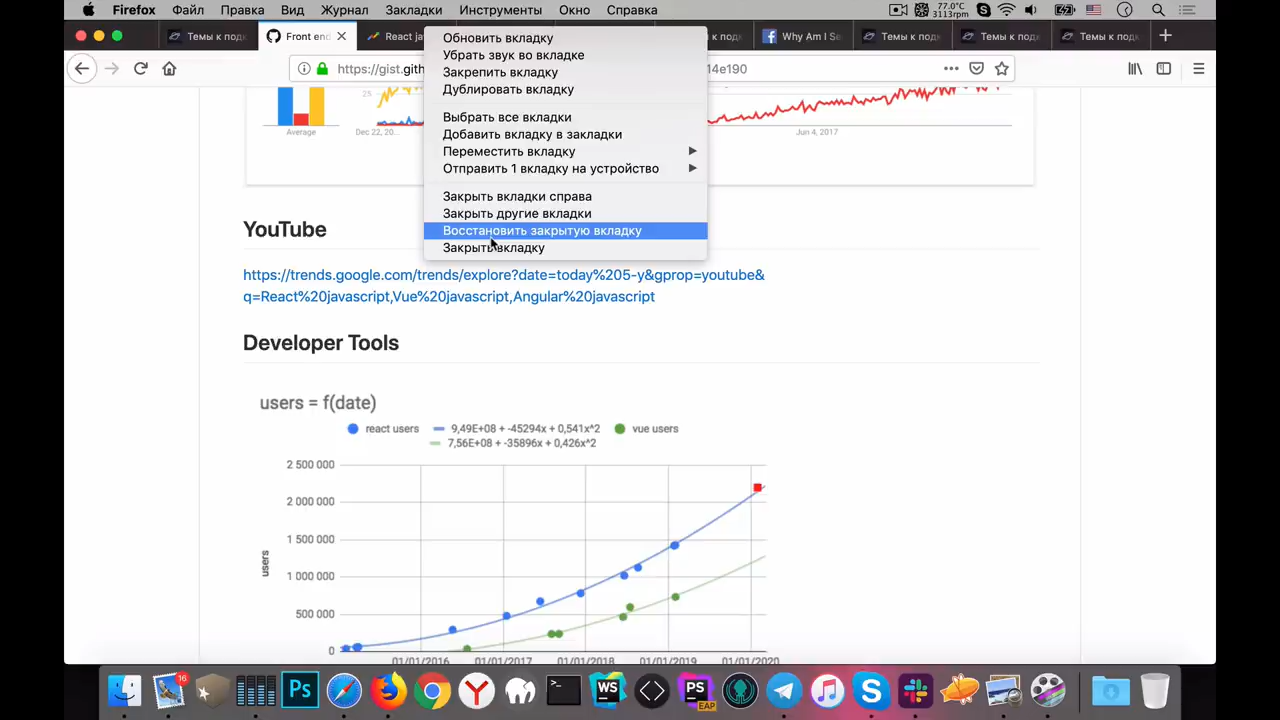 Firefox Файл Правка Вид Журнал Закладки Инструменты Окно Справка
77.0°C
3113rpm
Темы к подк
Front end
React ja
к подк
Why Am I Se
Темы к подк
Темы к подк
Темы к подк
https://gist.gith
14e190
Обновить вкладку
Убрать звук во вкладке
Закрепить вкладку
Дублировать вкладку
Выбрать все вкладки
Добавить вкладку в закладки
Переместить вкладку
Отправить 1 вкладку на устройство
Закрыть вкладки справа
Закрыть другие вкладки
Восстановить закрытую вкладку
Закрыть вкладку
2%
Average
Dec 22, 20...
Jun 4, 2017
YouTube
https://trends.google.com/trends/explore?date=today%205-y&gprop=youtube&
q=React%20javascript,Vue%20javascript,Angular%20javascript
Developer Tools
users = f(date)
react users 9,49E+08 + -45294x + 0,541x^2 vue users
7,56E+08 + -35896x + 0,426x^2
2 500 000
2 000 000
1 500 000
1 000 000
500 000
0
users
01/01/2016 01/01/2017 01/01/2018 01/01/2019 01/01/2020
16
Ps
WS
PS
EAP